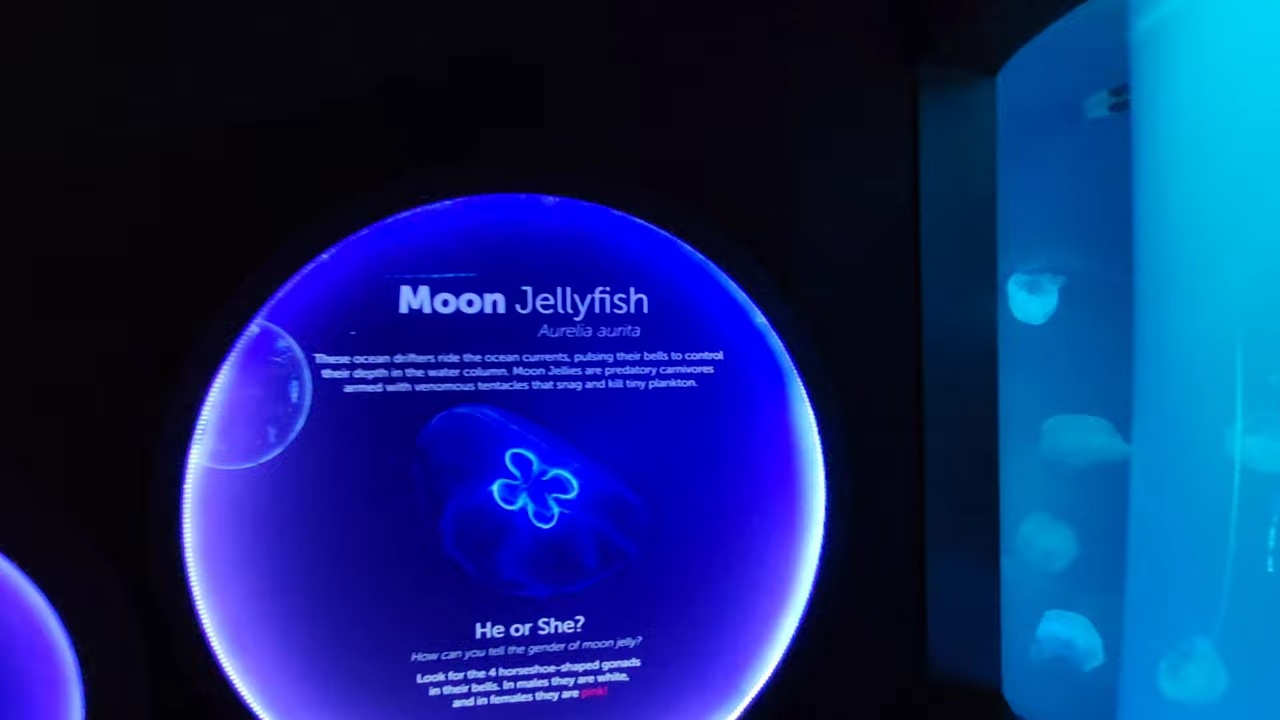 Moon Jellyfish
Aurelia aurita
These ocean drifters ride the ocean currents, pulsing their bells to control
their depth in the water column. Moon Jellies are predatory carnivores
armed with venomous tentacles that snag and kill tiny plankton.
He or She?
How can you tell the gender of moon jelly?
Look for the 4 horseshoe-shaped gonads
in their bells. In males they are white,
and in females they are pink!